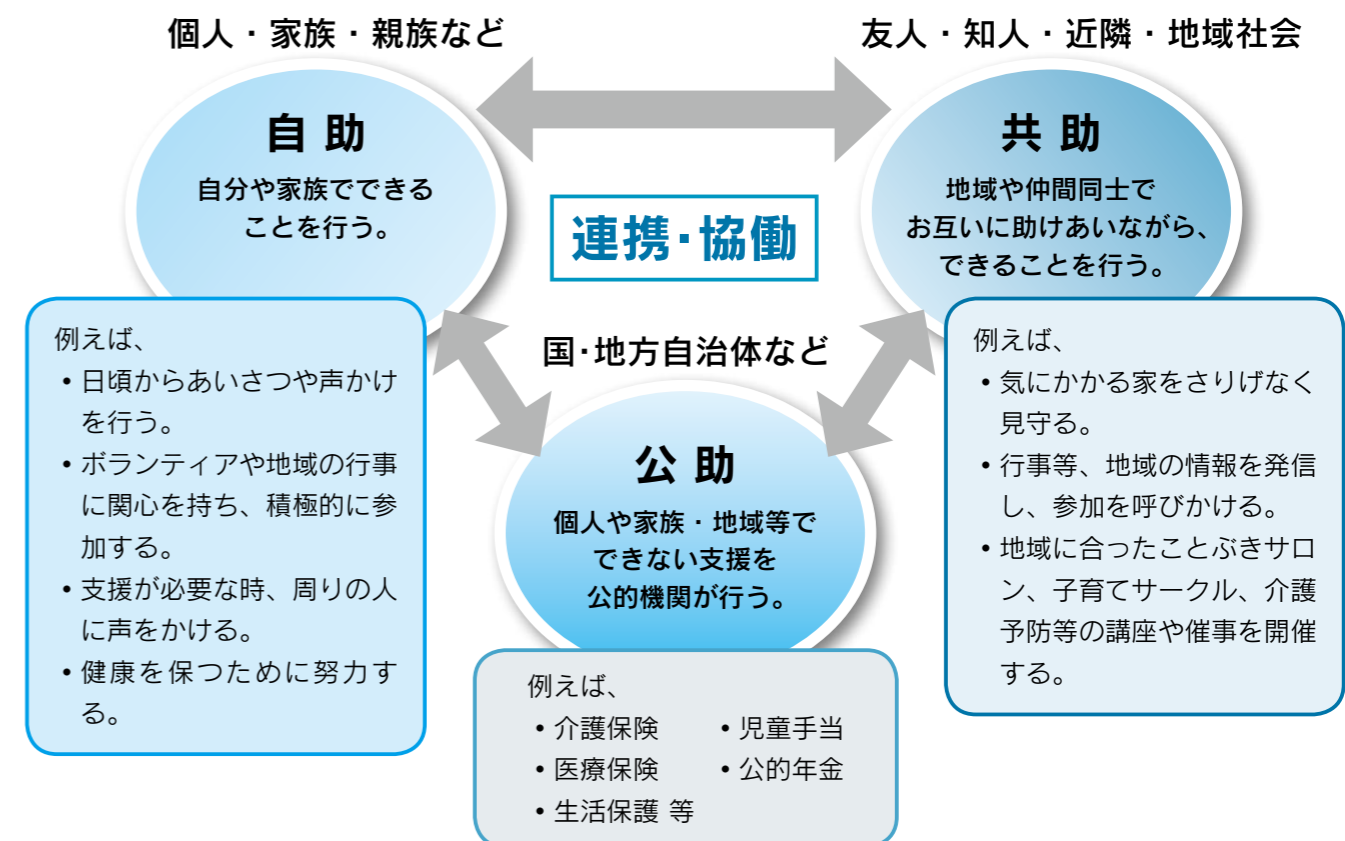 個人・家族・親族など
自 助
自分や家族でできる
ことを行う。
例えば、
• 日頃からあいさつや声かけ
を行う。
• ボランティアや地域の行事
に関心を持ち、積極的に参
加する。
• 支援が必要な時、周りの人
に声をかける。
• 健康を保つために努力す
る。
友人・知人・近隣・地域社会
共 助
地域や仲間同士で
お互いに助けあいながら、
できることを行う。
例えば、
• 気にかかる家をさりげなく
見守る。
• 行事等、地域の情報を発信
し、参加を呼びかける。
• 地域に合ったことぶきサロ
ン、子育てサークル、介護
予防等の講座や催事を開催
する。
連携・協働
国・地方自治体など
公 助
個人や家族・地域等で
できない支援を
公的機関が行う。
例えば、
• 介護保険 • 児童手当
• 医療保険 • 公的年金
• 生活保護 等